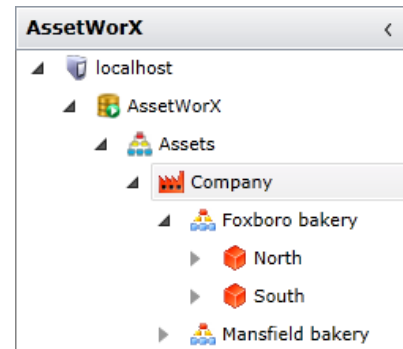 AssetWorX
localhost
AssetWorX
Assets
Company
Foxboro bakery
North
South
Mansfield bakery